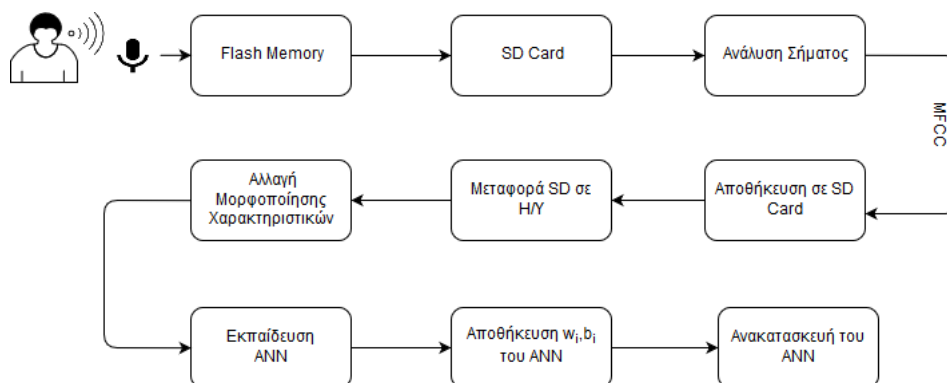 Flash Memory
SD Card
Ανάλυση Σήματος
MFCC
Αλλαγή
Μορφοποίησης
Χαρακτηριστικών
Μεταφορά SD σε
Η/Υ
Αποθήκευση σε SD
Card
Εκπαίδευση
ANN
Αποθήκευση wᵢ,bᵢ
του ANN
Ανακατασκευή του
ANN